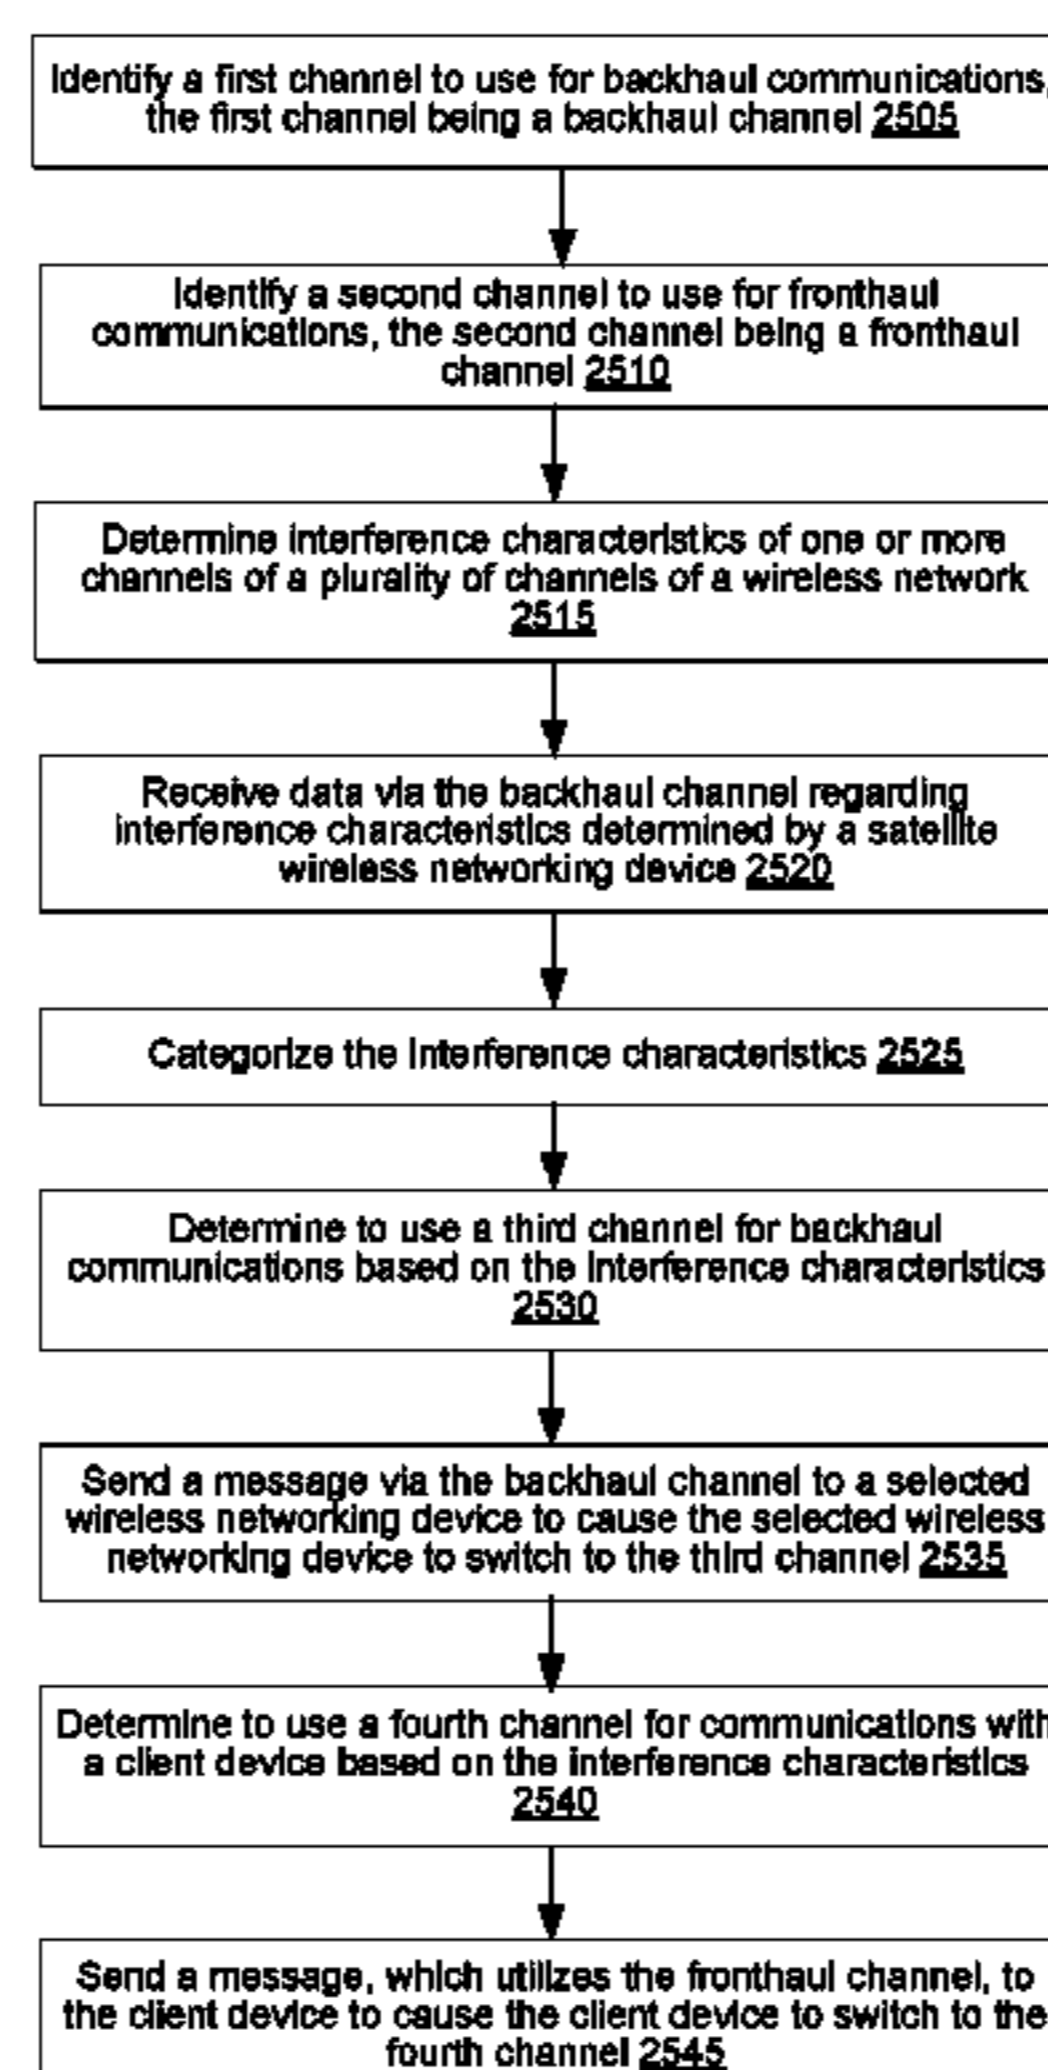 Identify a first channel to use for backhaul communications,
the first channel being a backhaul channel 2505
Identify a second channel to use for fronthaul
communications, the second channel being a fronthaul
channel 2510
Determine interference characteristics of one or more
channels of a plurality of channels of a wireless network
2515
Receive data via the backhaul channel regarding
interference characteristics determined by a satellite
wireless networking device 2520
Categorize the Interference characteristics 2525
Determine to use a third channel for backhaul
communications based on the interference characteristics
2530
Send a message via the backhaul channel to a selected
wireless networking device to cause the selected wireless
networking device to switch to the third channel 2535
Determine to use a fourth channel for communications with
a client device based on the interference characteristics
2540
Send a message, which utilizes the fronthaul channel, to
the client device to cause the client device to switch to the
fourth channel 2545